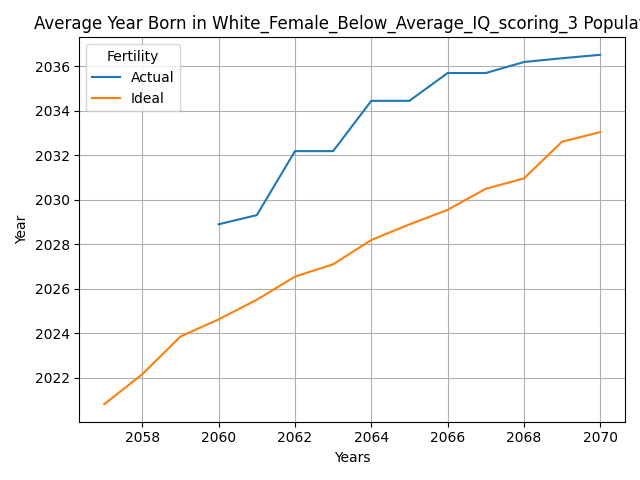 Average Year Born in White_Female_Below_Average_IQ_scoring_3 Populat
Fertility
Actual
Ideal
2036
2034
2032
2030
2028
2026
2024
2022
Year
2058 2060 2062 2064 2066 2068 2070
Years